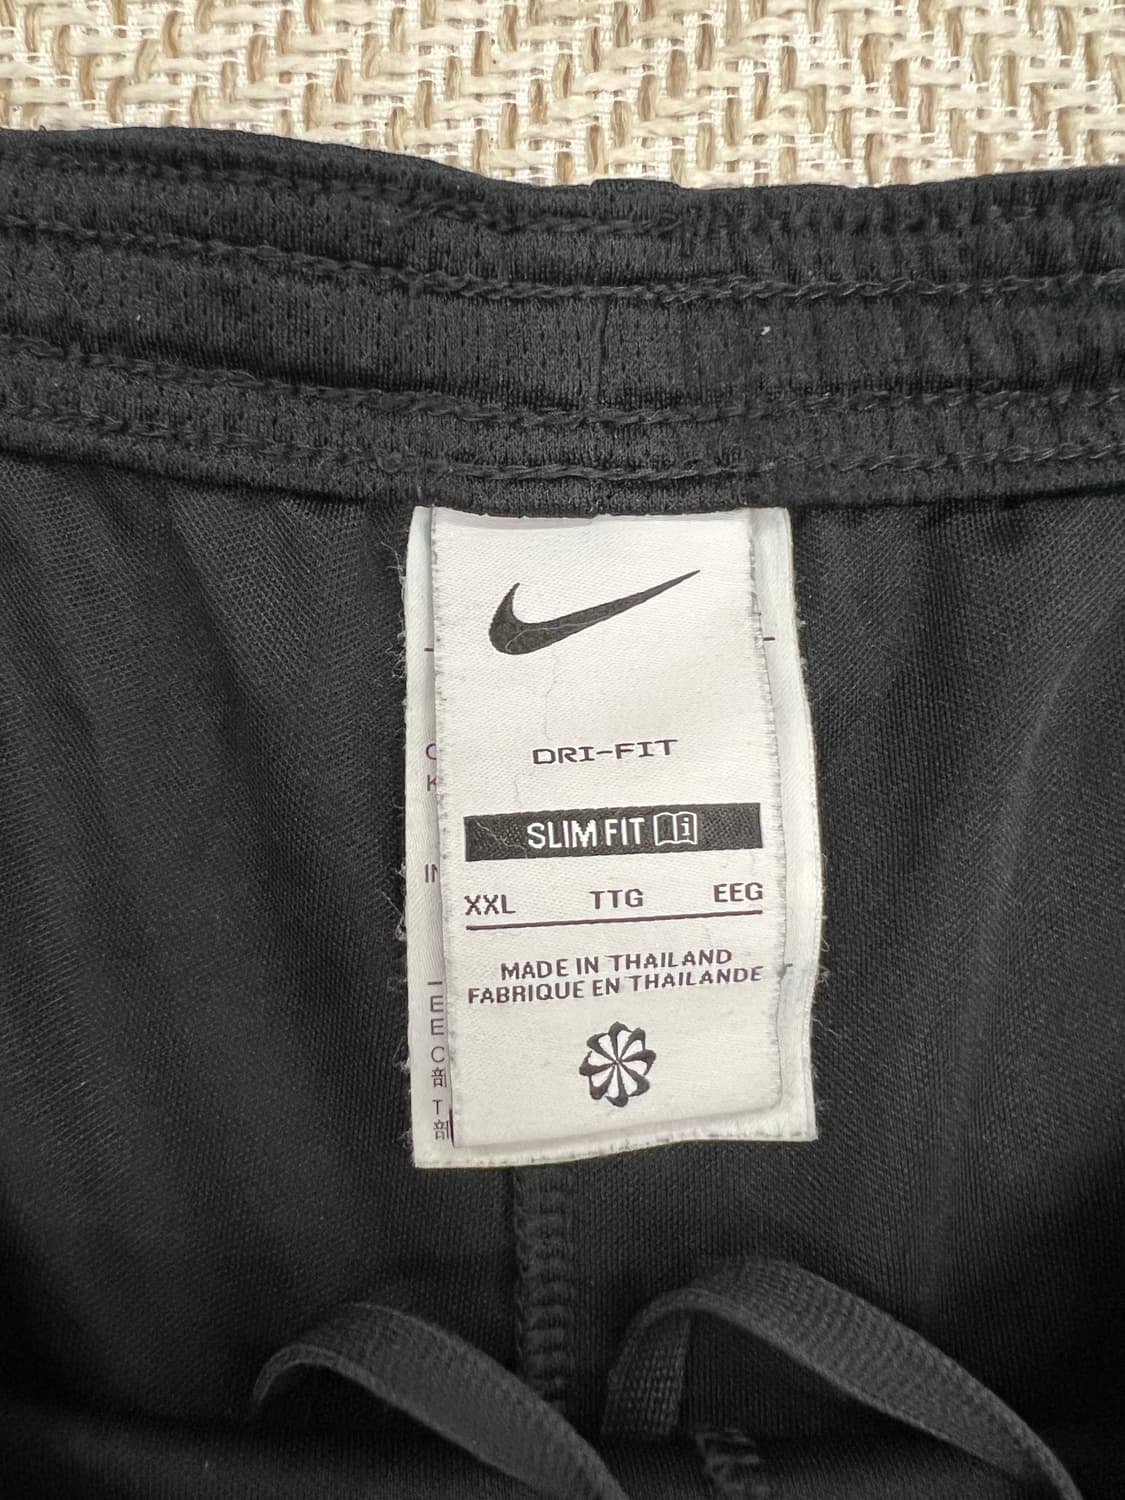 DRI-FIT
SLIM FIT
XXL TTG EEG
MADE IN THAILAND
FABRIQUE EN THAILANDE